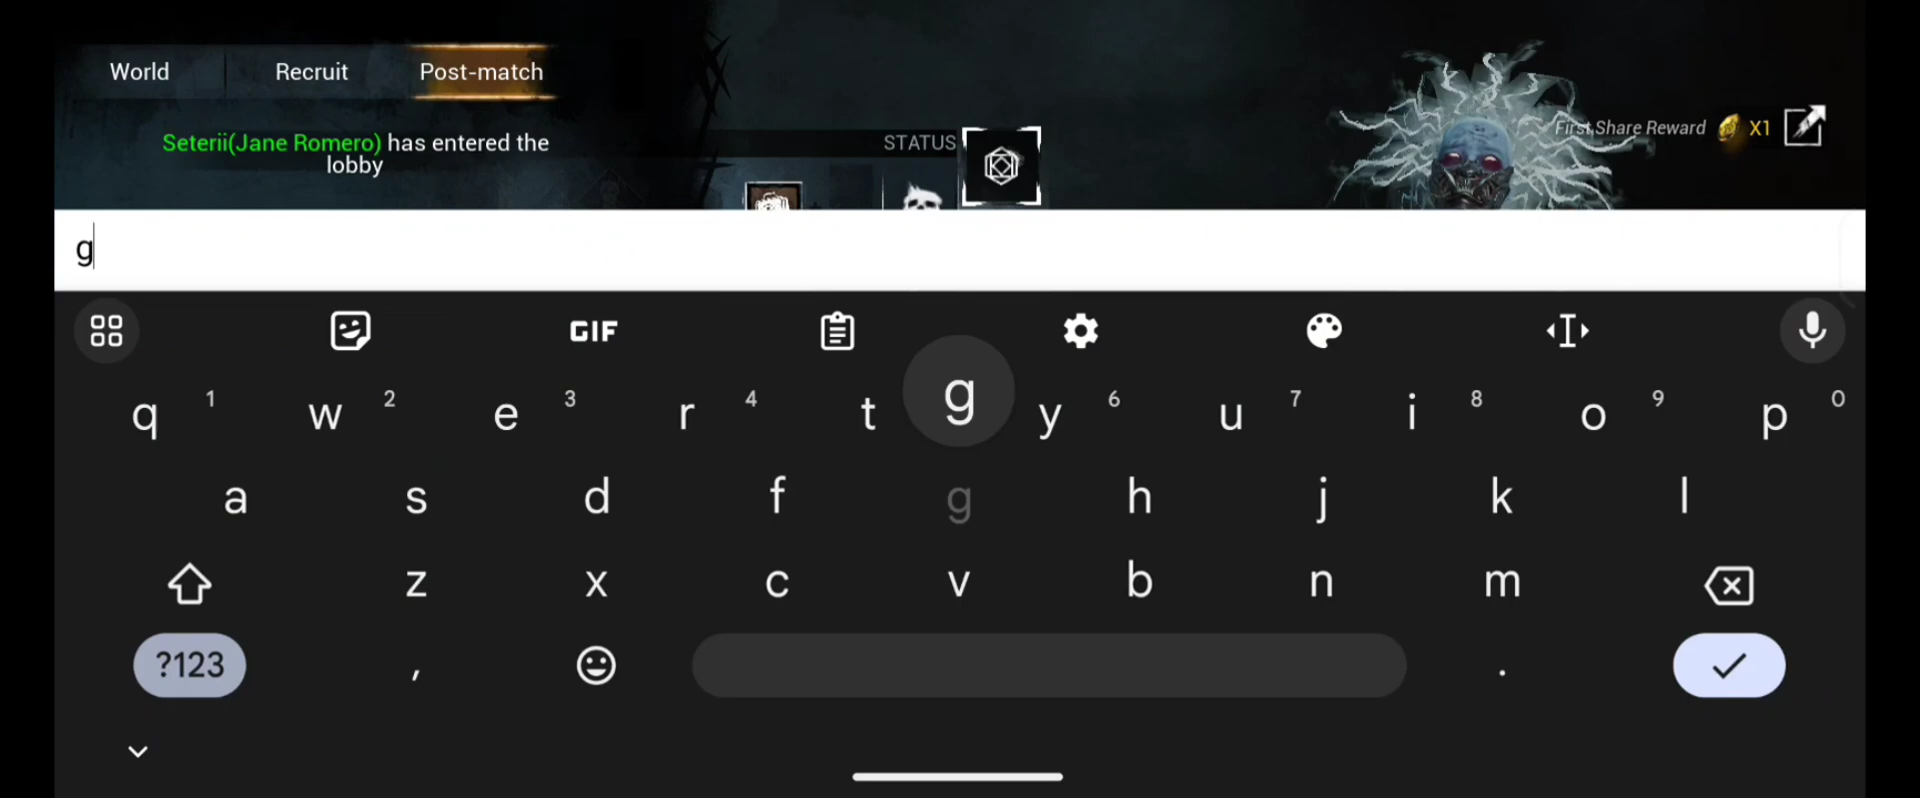 World Recruit Post-match
Seterii(Jane Romero) has entered the
lobby
STATUS
First Share Reward X1
g
GIF
g
q 1 w 2 e 3 r 4 t y 6 u 7 i 8 o 9 p 0
a s d f g h j k l
z x c v b n m
?123 , .